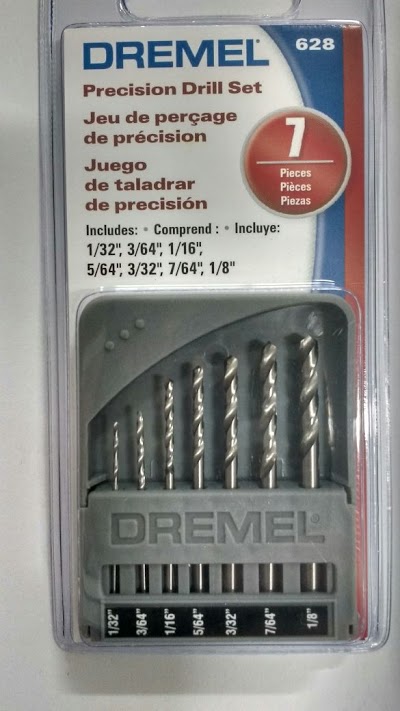 DREMEL® 628
Precision Drill Set
Jeu de perçage
de précision
Juego
de taladrar
de precisión
7
Pieces
Pièces
Piezas
Includes: • Comprend : • Incluye:
1/32", 3/64", 1/16",
5/64", 3/32", 7/64", 1/8"
DREMEL®
1/32" 3/64" 1/16" 5/64" 3/32" 7/64" 1/8"